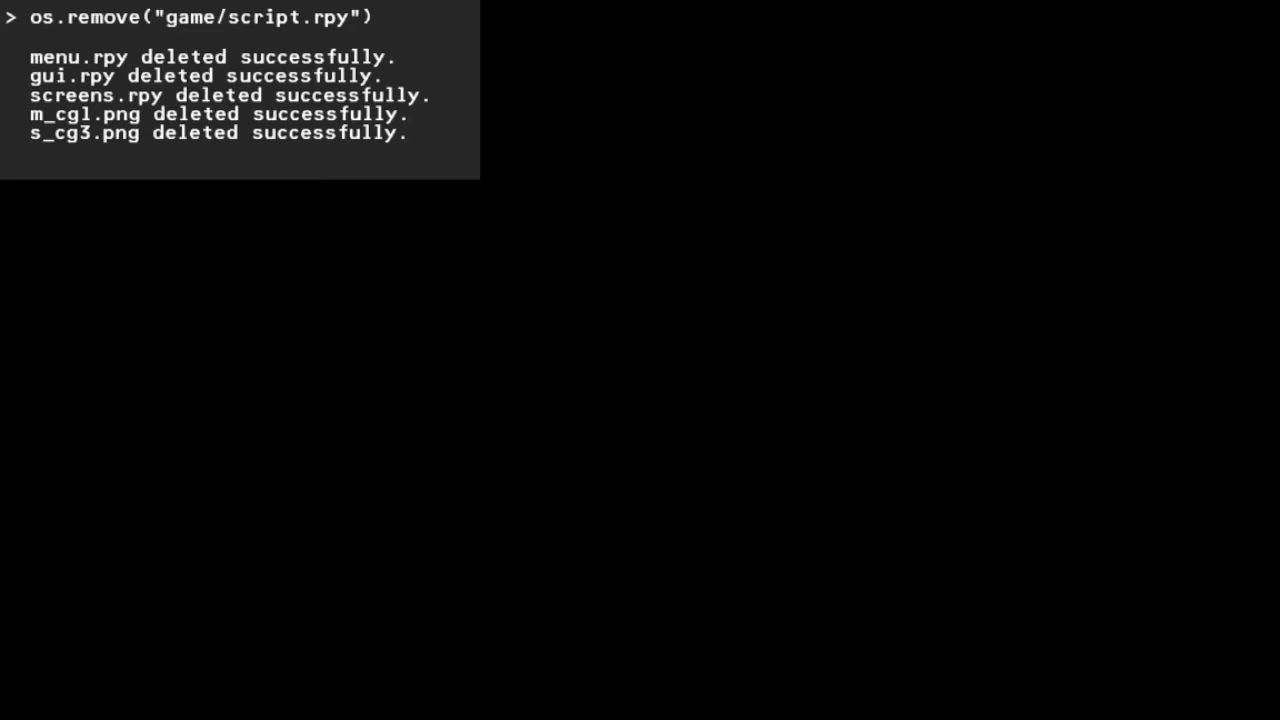 > os.remove("game/script.rpy")
menu.rpy deleted successfully.
gui.rpy deleted successfully.
screens.rpy deleted successfully.
m_cg1.png deleted successfully.
s_cg3.png deleted successfully.